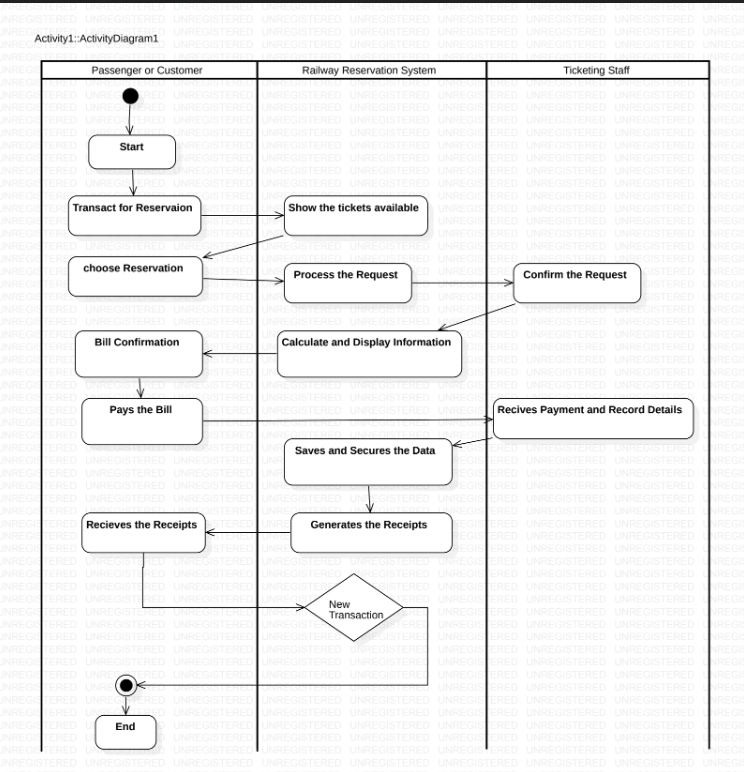 Activity1::ActivityDiagram1
Passenger or Customer
Railway Reservation System
Ticketing Staff
Start
Transact for Reservaion
Show the tickets available
choose Reservation
Process the Request
Confirm the Request
Bill Confirmation
Calculate and Display Information
Pays the Bill
Recives Payment and Record Details
Saves and Secures the Data
Recieves the Receipts
Generates the Receipts
New
Transaction
End
UNREGISTERED